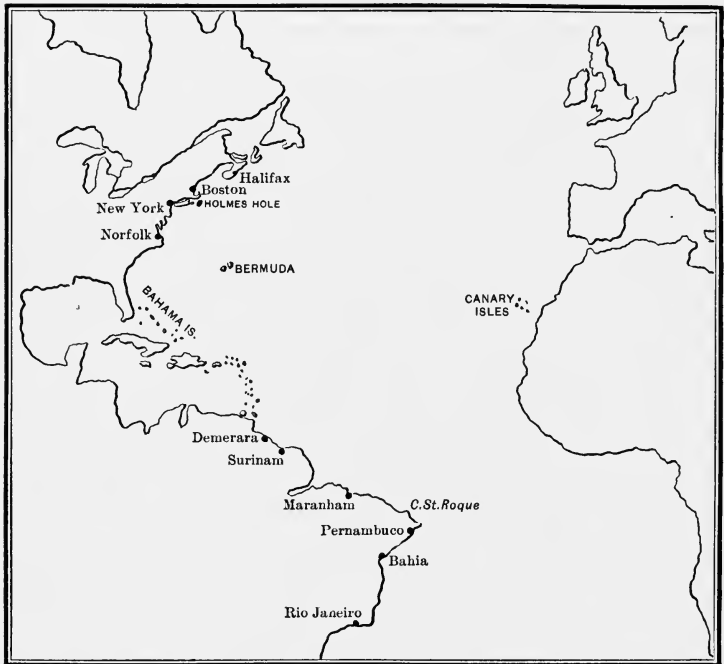 Halifax
Boston
New York
HOLMES HOLE
Norfolk
BERMUDA
BAHAMA IS.
CANARY
ISLES
Demerara
Surinam
Maranham
C.St.Roque
Pernambuco
Bahia
Rio Janeiro